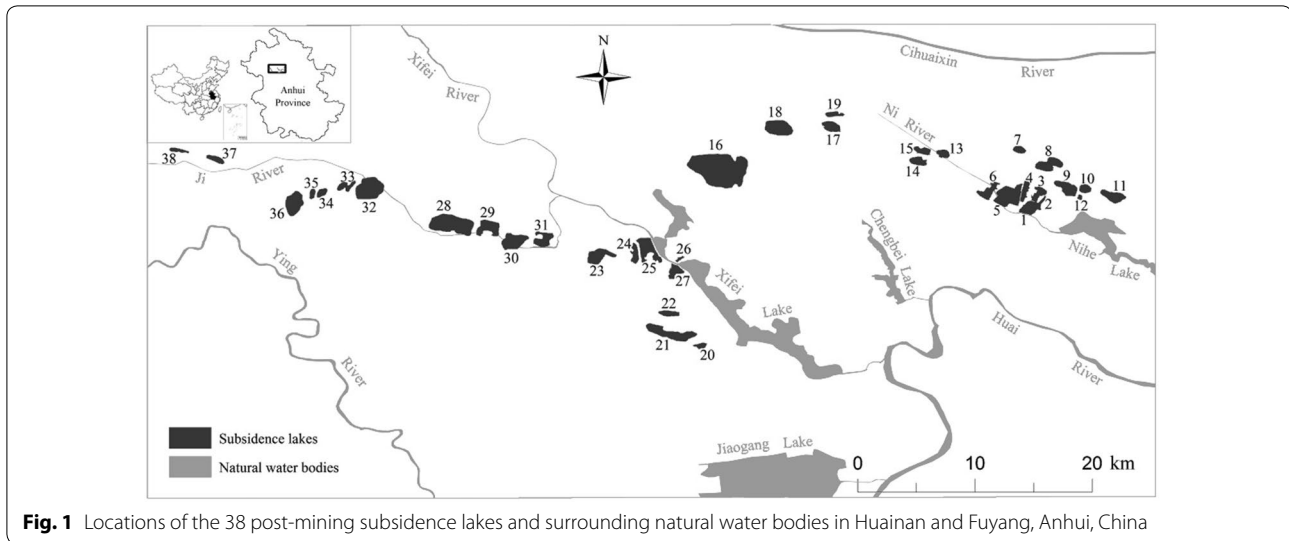 Anhui
Province
N
Xifei
River
Cihuaixin
River
Ni River
18
19
17
16
15
13
14
7
8
6
4
3
9
10
11
12
5
2
1
38
37
Ji River
35
33
34
32
36
28
29
31
30
23
24
25
26
27
22
21
20
Chengbei Lake
Nihe
Lake
Xifei
Lake
Huai
River
Ying
River
Jiaogang Lake
Subsidence lakes
Natural water bodies
0 10 20 km
Fig. 1 Locations of the 38 post-mining subsidence lakes and surrounding natural water bodies in Huainan and Fuyang, Anhui, China